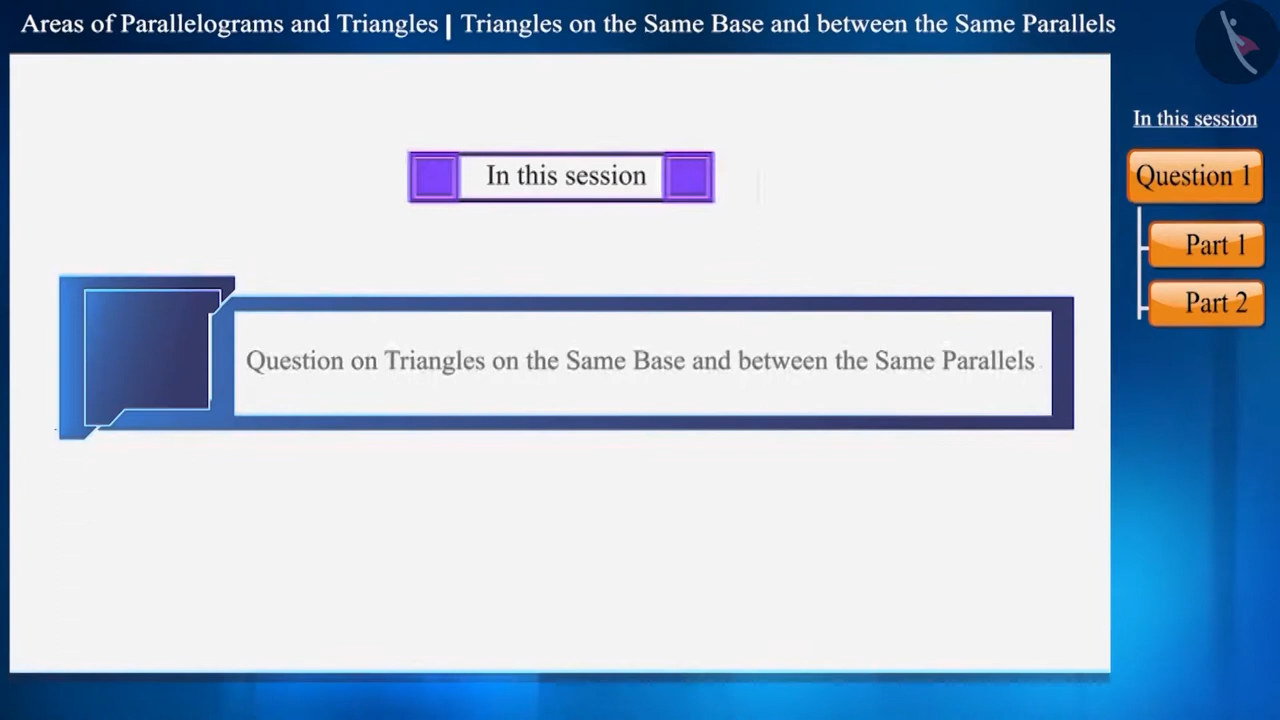 Areas of Parallelograms and Triangles | Triangles on the Same Base and between the Same Parallels
In this session
Question 1
Part 1
Part 2
In this session
Question on Triangles on the Same Base and between the Same Parallels